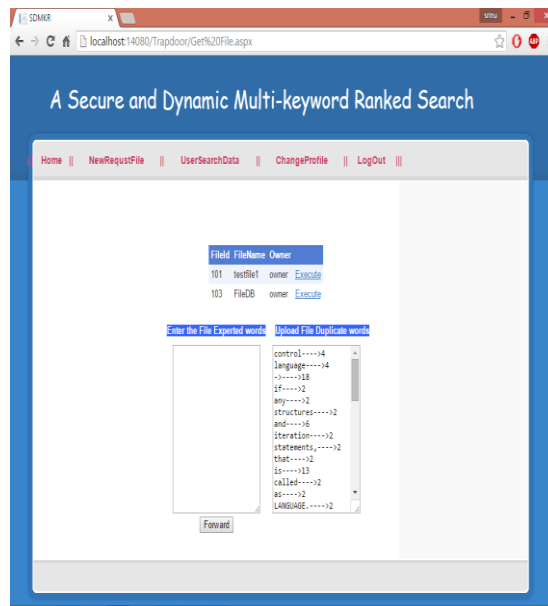 SDMKR
srinu
localhost:14080/Trapdoor/Get%20File.aspx
A Secure and Dynamic Multi-keyword Ranked Search
Home || NewRequstFile || UserSearchData || ChangeProfile || LogOut |||
FileId FileName Owner
101 testfile1 owner Execute
103 FileDB owner Execute
Enter the File Experted words Upload File Duplicate words
control---->4
language---->4
->---->18
if---->2
any---->2
structures---->2
and---->6
iteration---->2
statements,---->2
that---->2
is---->13
called---->2
as---->2
LANGUAGE.---->2
Forward